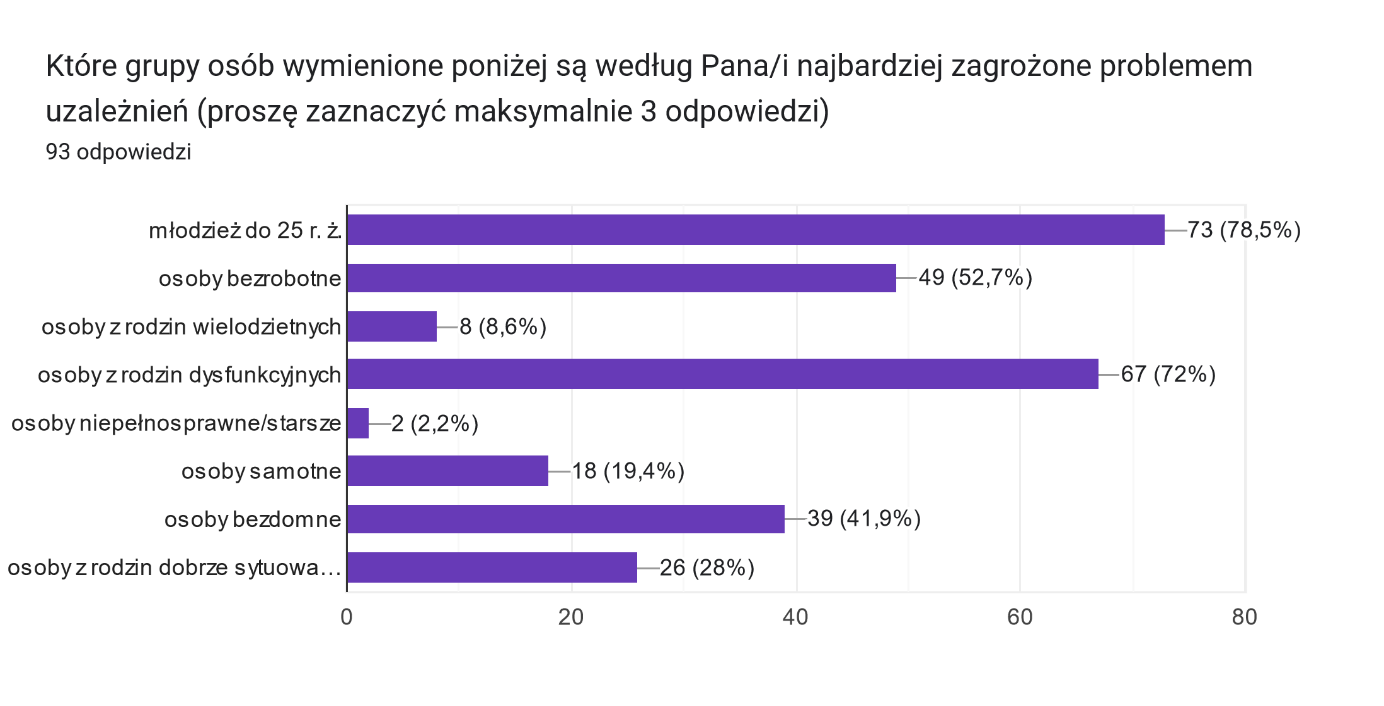 Które grupy osób wymienione poniżej są według Pana/i najbardziej zagrożone problemem
uzależnień (proszę zaznaczyć maksymalnie 3 odpowiedzi)
93 odpowiedzi
młodzież do 25 r. ż. 73 (78,5%)
osoby bezrobotne 49 (52,7%)
osoby z rodzin wielodzietnych 8 (8,6%)
osoby z rodzin dysfunkcyjnych 67 (72%)
osoby niepełnosprawne/starsze 2 (2,2%)
osoby samotne 18 (19,4%)
osoby bezdomne 39 (41,9%)
osoby z rodzin dobrze sytuowa… 26 (28%)
0 20 40 60 80